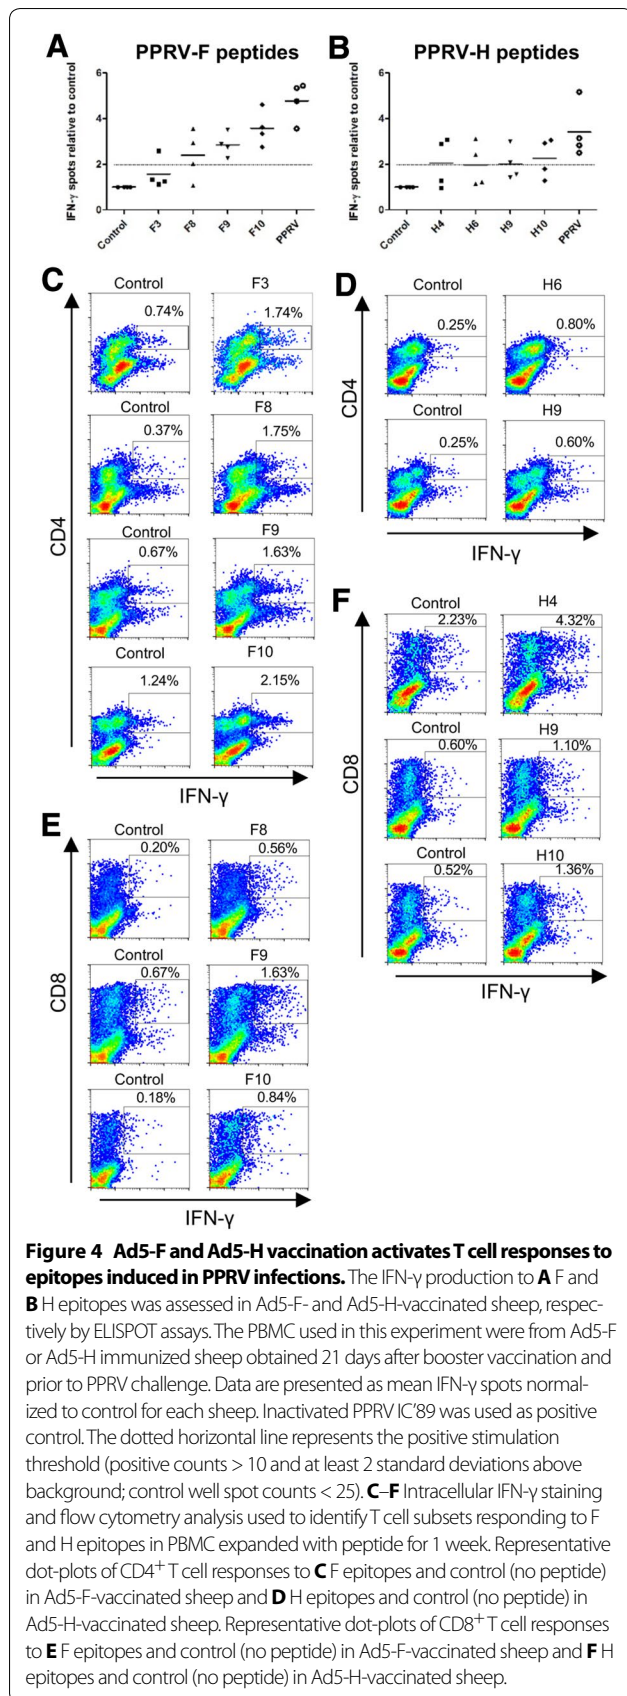 A PPRV-F peptides
IFN-γ spots relative to control
6
4
2
0
Control F3 F8 F9 F10 PPRV
B PPRV-H peptides
IFN-γ spots relative to control
6
4
2
0
Control H4 H6 H9 H10 PPRV
C
Control F3
0.74% 1.74%
Control F8
0.37% 1.75%
Control F9
0.67% 1.63%
Control F10
1.24% 2.15%
CD4
IFN-γ
D
Control H6
0.25% 0.80%
Control H9
0.25% 0.60%
CD4
IFN-γ
E
Control F8
0.20% 0.56%
Control F9
0.67% 1.63%
Control F10
0.18% 0.84%
CD8
IFN-γ
F
Control H4
2.23% 4.32%
Control H9
0.60% 1.10%
Control H10
0.52% 1.36%
CD8
IFN-γ
Figure 4 Ad5-F and Ad5-H vaccination activates T cell responses to
epitopes induced in PPRV infections. The IFN-γ production to A F and
B H epitopes was assessed in Ad5-F- and Ad5-H-vaccinated sheep, respec-
tively by ELISPOT assays. The PBMC used in this experiment were from Ad5-F
or Ad5-H immunized sheep obtained 21 days after booster vaccination and
prior to PPRV challenge. Data are presented as mean IFN-γ spots normal-
ized to control for each sheep. Inactivated PPRV IC'89 was used as positive
control. The dotted horizontal line represents the positive stimulation
threshold (positive counts > 10 and at least 2 standard deviations above
background; control well spot counts < 25). C–F Intracellular IFN-γ staining
and flow cytometry analysis used to identify T cell subsets responding to F
and H epitopes in PBMC expanded with peptide for 1 week. Representative
dot-plots of CD4+ T cell responses to C F epitopes and control (no peptide)
in Ad5-F-vaccinated sheep and D H epitopes and control (no peptide) in
Ad5-H-vaccinated sheep. Representative dot-plots of CD8+ T cell responses
to E F epitopes and control (no peptide) in Ad5-F-vaccinated sheep and F H
epitopes and control (no peptide) in Ad5-H-vaccinated sheep.